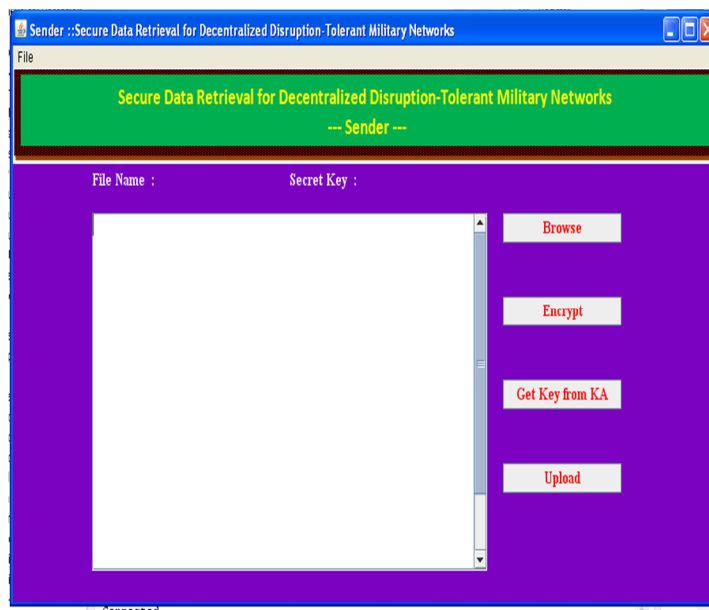 Sender ::Secure Data Retrieval for Decentralized Disruption-Tolerant Military Networks
File
Secure Data Retrieval for Decentralized Disruption-Tolerant Military Networks
--- Sender ---
File Name :
Secret Key :
Browse
Encrypt
Get Key from KA
Upload